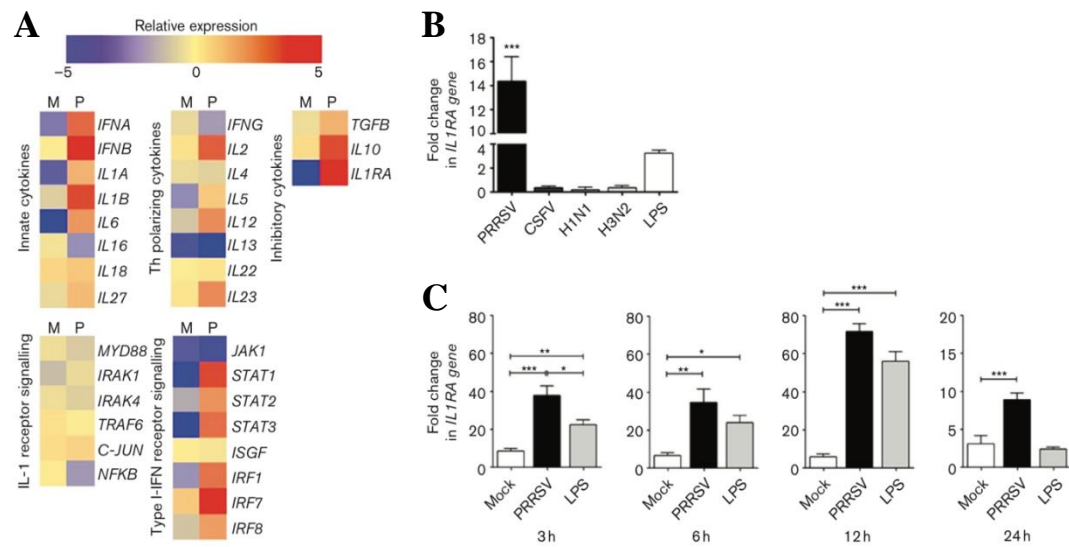 A
Relative expression
−5
0
5
Innate cytokines
M P
IFNA
IFNB
IL1A
IL1B
IL6
IL16
IL18
IL27
Th polarizing cytokines
M P
IFNG
IL2
IL4
IL5
IL12
IL13
IL22
IL23
Inhibitory cytokines
M P
TGFB
IL10
IL1RA
IL-1 receptor signalling
M P
MYD88
IRAK1
IRAK4
TRAF6
C-JUN
NFKB
Type I-IFN receptor signalling
M P
JAK1
STAT1
STAT2
STAT3
ISGF
IRF1
IRF7
IRF8
B
Fold change
in IL1RA gene
18
16
14
12
10
4
2
0
***
PRRSV
CSFV
H1N1
H3N2
LPS
C
Fold change
in IL1RA gene
80
60
40
20
0
**
***
*
Mock
PRRSV
LPS
3 h
80
60
40
20
0
*
**
Mock
PRRSV
LPS
6 h
80
60
40
20
0
***
***
Mock
PRRSV
LPS
12 h
20
15
10
5
0
***
Mock
PRRSV
LPS
24 h